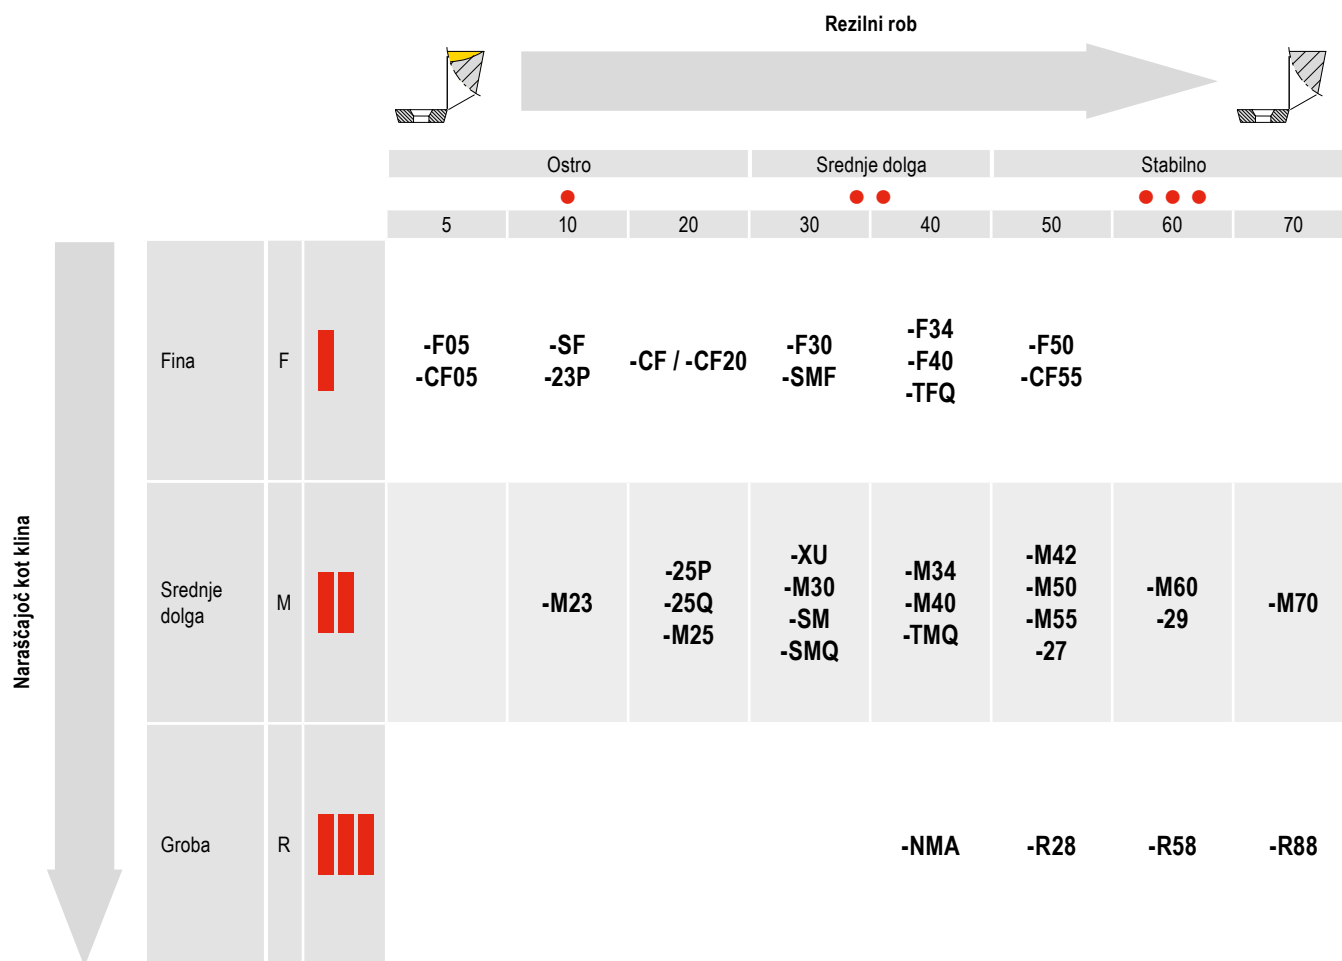 Rezilni rob
Ostro Srednje dolga Stabilno
5 10 20 30 40 50 60 70
Naraščajoč kot klina
Fina F
-F05
-CF05
-SF
-23P
-CF / -CF20
-F30
-SMF
-F34
-F40
-TFQ
-F50
-CF55
Srednje
dolga
M
-M23
-25P
-25Q
-M25
-XU
-M30
-SM
-SMQ
-M34
-M40
-TMQ
-M42
-M50
-M55
-27
-M60
-29
-M70
Groba R
-NMA -R28 -R58 -R88